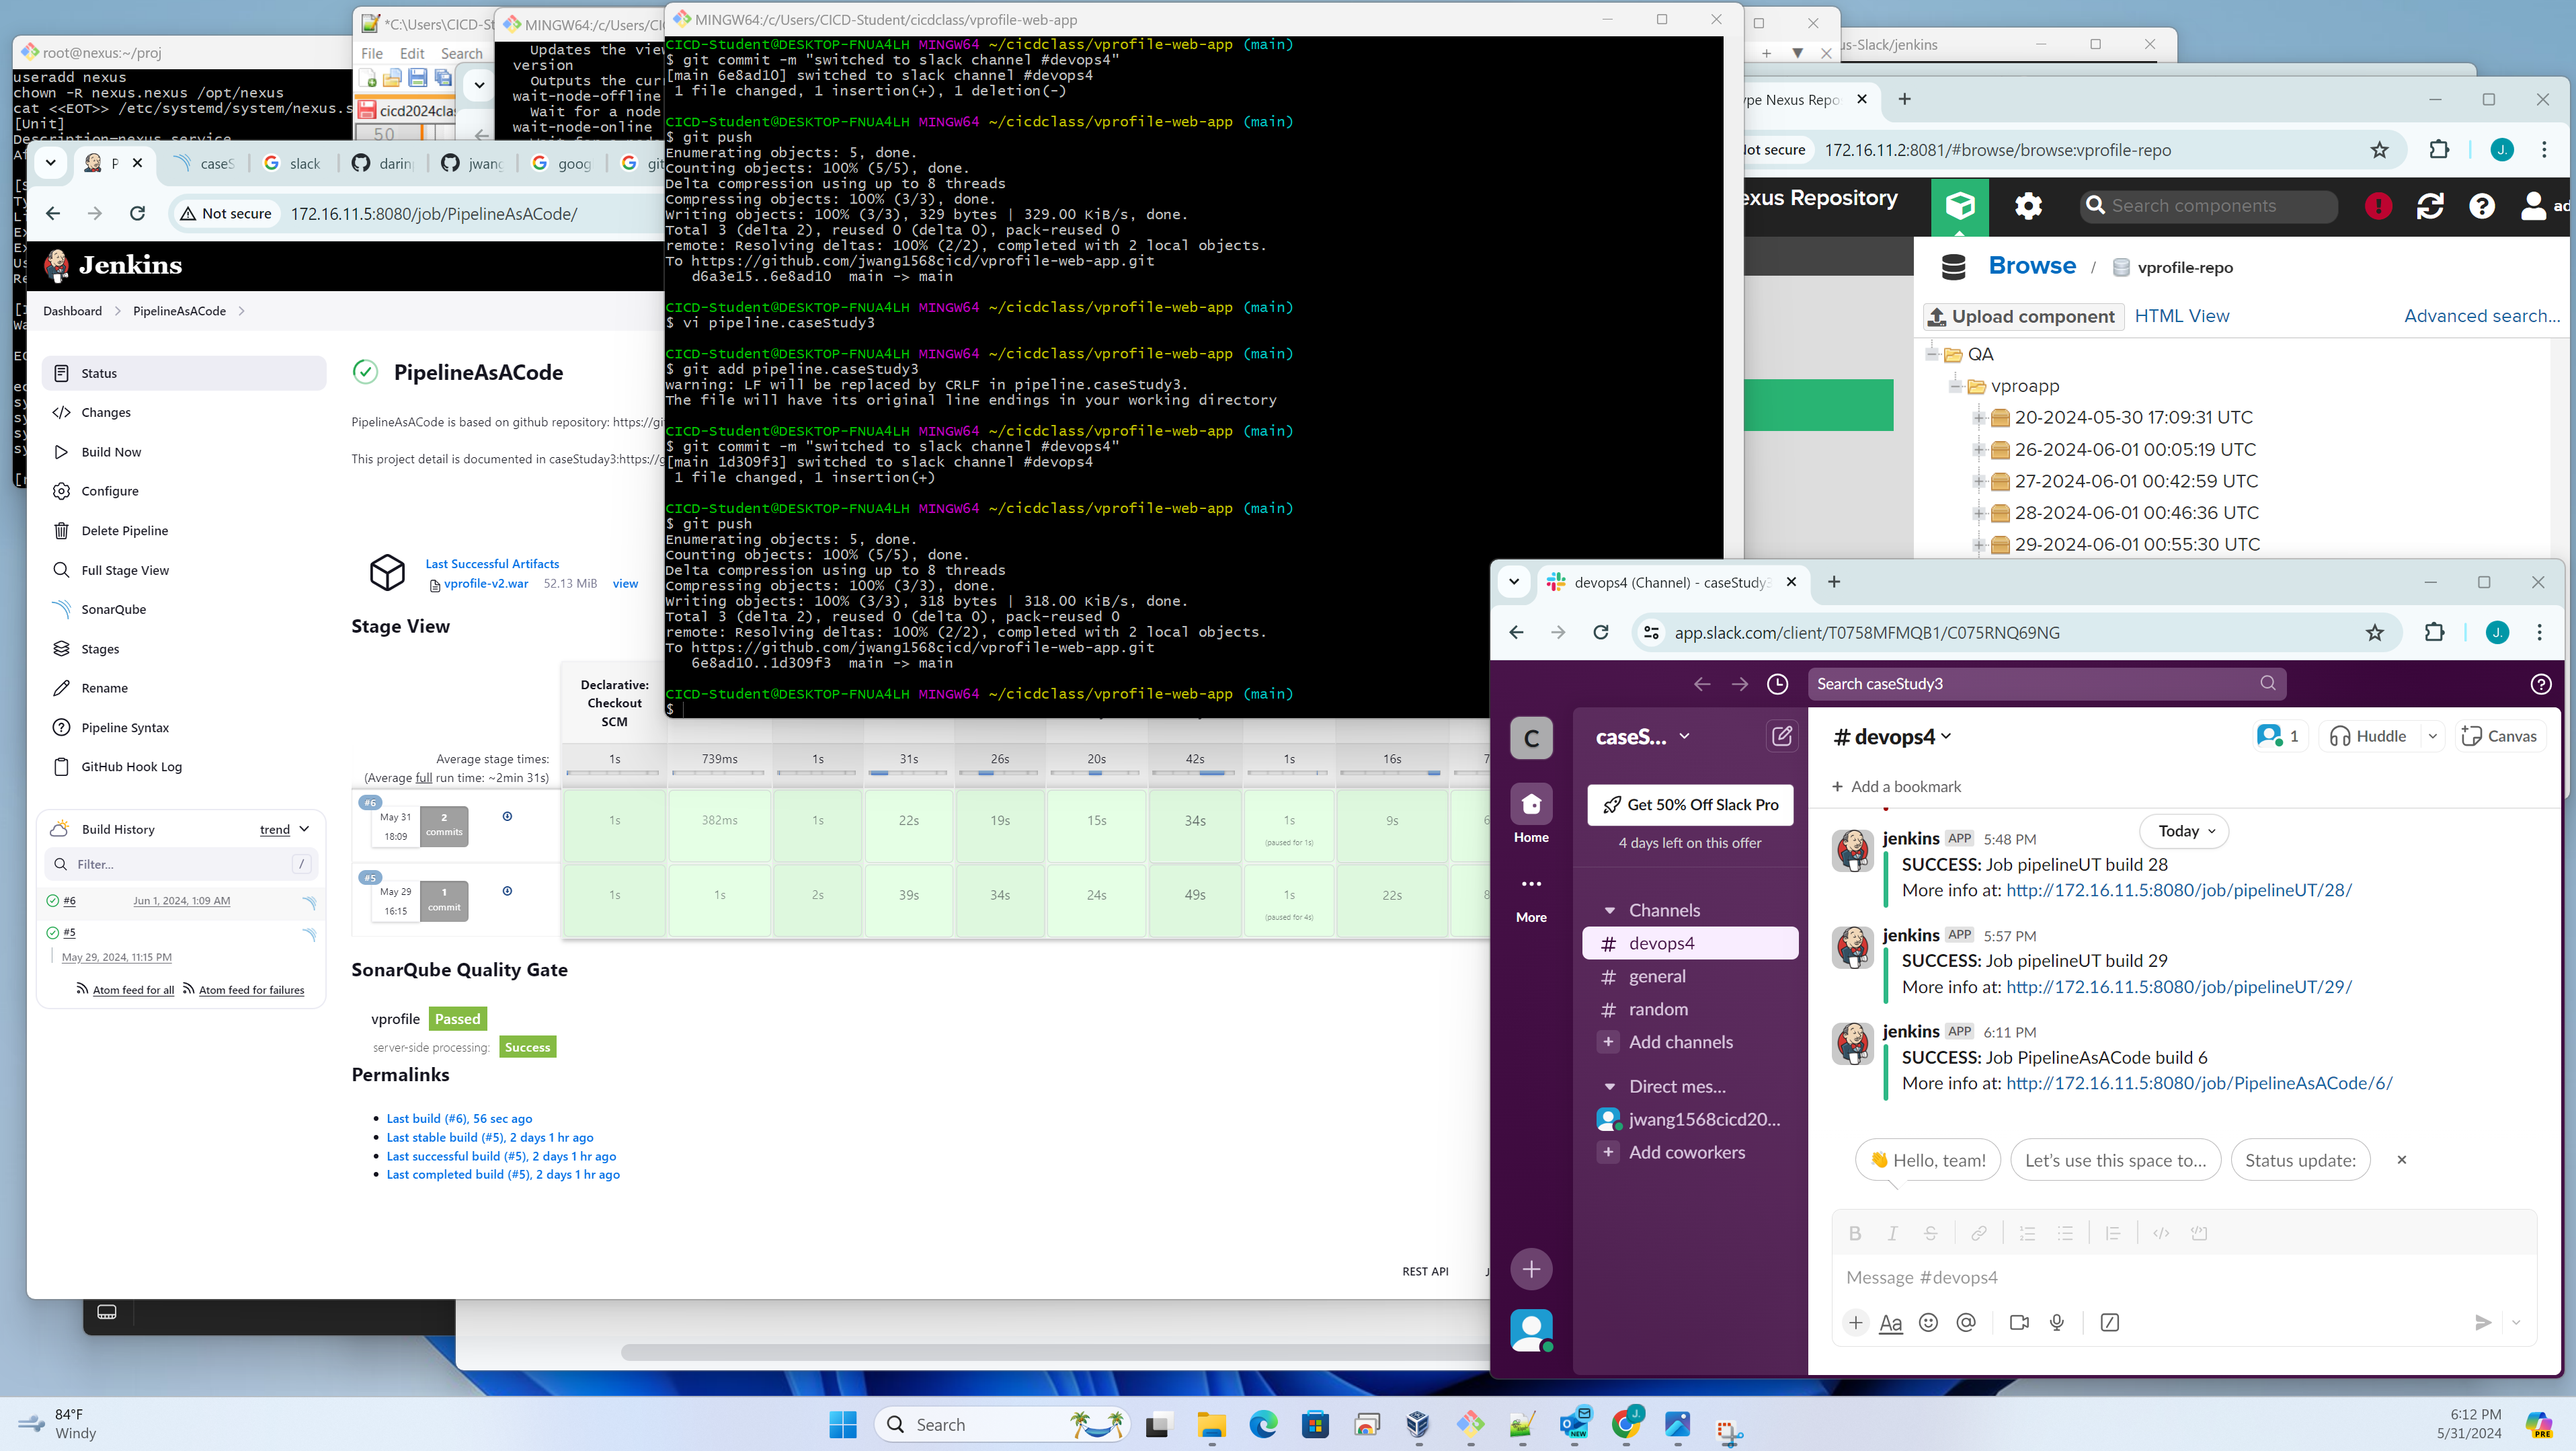 root@nexus:~/proj
useradd nexus
chown -R nexus.nexus /opt/nexus
cat <<EOT>> /etc/systemd/system/nexus.s
[Unit]
Description=nexus service
*C:\Users\CICD-St
File Edit Search
cicd2024clas
50
MINGW64:/c/Users/CI
Updates the view
version
Outputs the curr
wait-node-offline
Wait for a node
wait-node-online
MINGW64:/c/Users/CICD-Student/cicdclass/vprofile-web-app
CICD-Student@DESKTOP-FNUA4LH MINGW64 ~/cicdclass/vprofile-web-app (main)
$ git commit -m "switched to slack channel #devops4"
[main 6e8ad10] switched to slack channel #devops4
1 file changed, 1 insertion(+), 1 deletion(-)
CICD-Student@DESKTOP-FNUA4LH MINGW64 ~/cicdclass/vprofile-web-app (main)
$ git push
Enumerating objects: 5, done.
Counting objects: 100% (5/5), done.
Delta compression using up to 8 threads
Compressing objects: 100% (3/3), done.
Writing objects: 100% (3/3), 329 bytes | 329.00 KiB/s, done.
Total 3 (delta 2), reused 0 (delta 0), pack-reused 0
remote: Resolving deltas: 100% (2/2), completed with 2 local objects.
To https://github.com/jwang1568cicd/vprofile-web-app.git
d6a3e15..6e8ad10 main -> main
CICD-Student@DESKTOP-FNUA4LH MINGW64 ~/cicdclass/vprofile-web-app (main)
$ vi pipeline.caseStudy3
CICD-Student@DESKTOP-FNUA4LH MINGW64 ~/cicdclass/vprofile-web-app (main)
$ git add pipeline.caseStudy3
warning: LF will be replaced by CRLF in pipeline.caseStudy3.
The file will have its original line endings in your working directory
CICD-Student@DESKTOP-FNUA4LH MINGW64 ~/cicdclass/vprofile-web-app (main)
$ git commit -m "switched to slack channel #devops4"
[main 1d309f3] switched to slack channel #devops4
1 file changed, 1 insertion(+)
CICD-Student@DESKTOP-FNUA4LH MINGW64 ~/cicdclass/vprofile-web-app (main)
$ git push
Enumerating objects: 5, done.
Counting objects: 100% (5/5), done.
Delta compression using up to 8 threads
Compressing objects: 100% (3/3), done.
Writing objects: 100% (3/3), 318 bytes | 318.00 KiB/s, done.
Total 3 (delta 2), reused 0 (delta 0), pack-reused 0
remote: Resolving deltas: 100% (2/2), completed with 2 local objects.
To https://github.com/jwang1568cicd/vprofile-web-app.git
6e8ad10..1d309f3 main -> main
CICD-Student@DESKTOP-FNUA4LH MINGW64 ~/cicdclass/vprofile-web-app (main)
$
us-Slack/jenkins
P caseS slack darin jwang goog git
Not secure 172.16.11.5:8080/job/PipelineAsACode/
Jenkins
Dashboard PipelineAsACode
Status
Changes
Build Now
Configure
Delete Pipeline
Full Stage View
SonarQube
Stages
Rename
Pipeline Syntax
GitHub Hook Log
Build History trend
Filter... /
#6 Jun 1, 2024, 1:09 AM
#5
May 29, 2024, 11:15 PM
Atom feed for all Atom feed for failures
PipelineAsACode
PipelineAsACode is based on github repository: https://gi
This project detail is documented in caseStuday3:https://g
Last Successful Artifacts
vprofile-v2.war 52.13 MiB view
Stage View
Declarative:
Checkout
SCM
Average stage times: 1s 739ms 1s 31s 26s 20s 42s 1s 16s 7
(Average full run time: ~2min 31s)
#6
May 31
18:09
2
commits
1s 382ms 1s 22s 19s 15s 34s 1s 9s 6
(paused for 1s)
#5
May 29
16:15
1
commit
1s 1s 2s 39s 34s 24s 49s 1s 22s 8
(paused for 4s)
SonarQube Quality Gate
vprofile Passed
server-side processing: Success
Permalinks
Last build (#6), 56 sec ago
Last stable build (#5), 2 days 1 hr ago
Last successful build (#5), 2 days 1 hr ago
Last completed build (#5), 2 days 1 hr ago
REST API
ype Nexus Repo
Not secure 172.16.11.2:8081/#browse/browse:vprofile-repo
J.
exus Repository Search components ad
Browse / vprofile-repo
Upload component HTML View Advanced search...
QA
vproapp
20-2024-05-30 17:09:31 UTC
26-2024-06-01 00:05:19 UTC
27-2024-06-01 00:42:59 UTC
28-2024-06-01 00:46:36 UTC
29-2024-06-01 00:55:30 UTC
devops4 (Channel) - caseStudy3
app.slack.com/client/T0758MFMQB1/C075RNQ69NG
J.
Search caseStudy3
C
Home
More
caseS...
Get 50% Off Slack Pro
4 days left on this offer
Channels
# devops4
# general
# random
+ Add channels
Direct mes...
jwang1568cicd20...
+ Add coworkers
# devops4
1 Huddle Canvas
+ Add a bookmark
Today
jenkins APP 5:48 PM
SUCCESS: Job pipelineUT build 28
More info at: http://172.16.11.5:8080/job/pipelineUT/28/
jenkins APP 5:57 PM
SUCCESS: Job pipelineUT build 29
More info at: http://172.16.11.5:8080/job/pipelineUT/29/
jenkins APP 6:11 PM
SUCCESS: Job PipelineAsACode build 6
More info at: http://172.16.11.5:8080/job/PipelineAsACode/6/
👋 Hello, team! Let's use this space to... Status update:
Message #devops4
Aa
84°F
Windy
Search
NEW
J.
6:12 PM
5/31/2024
PRE